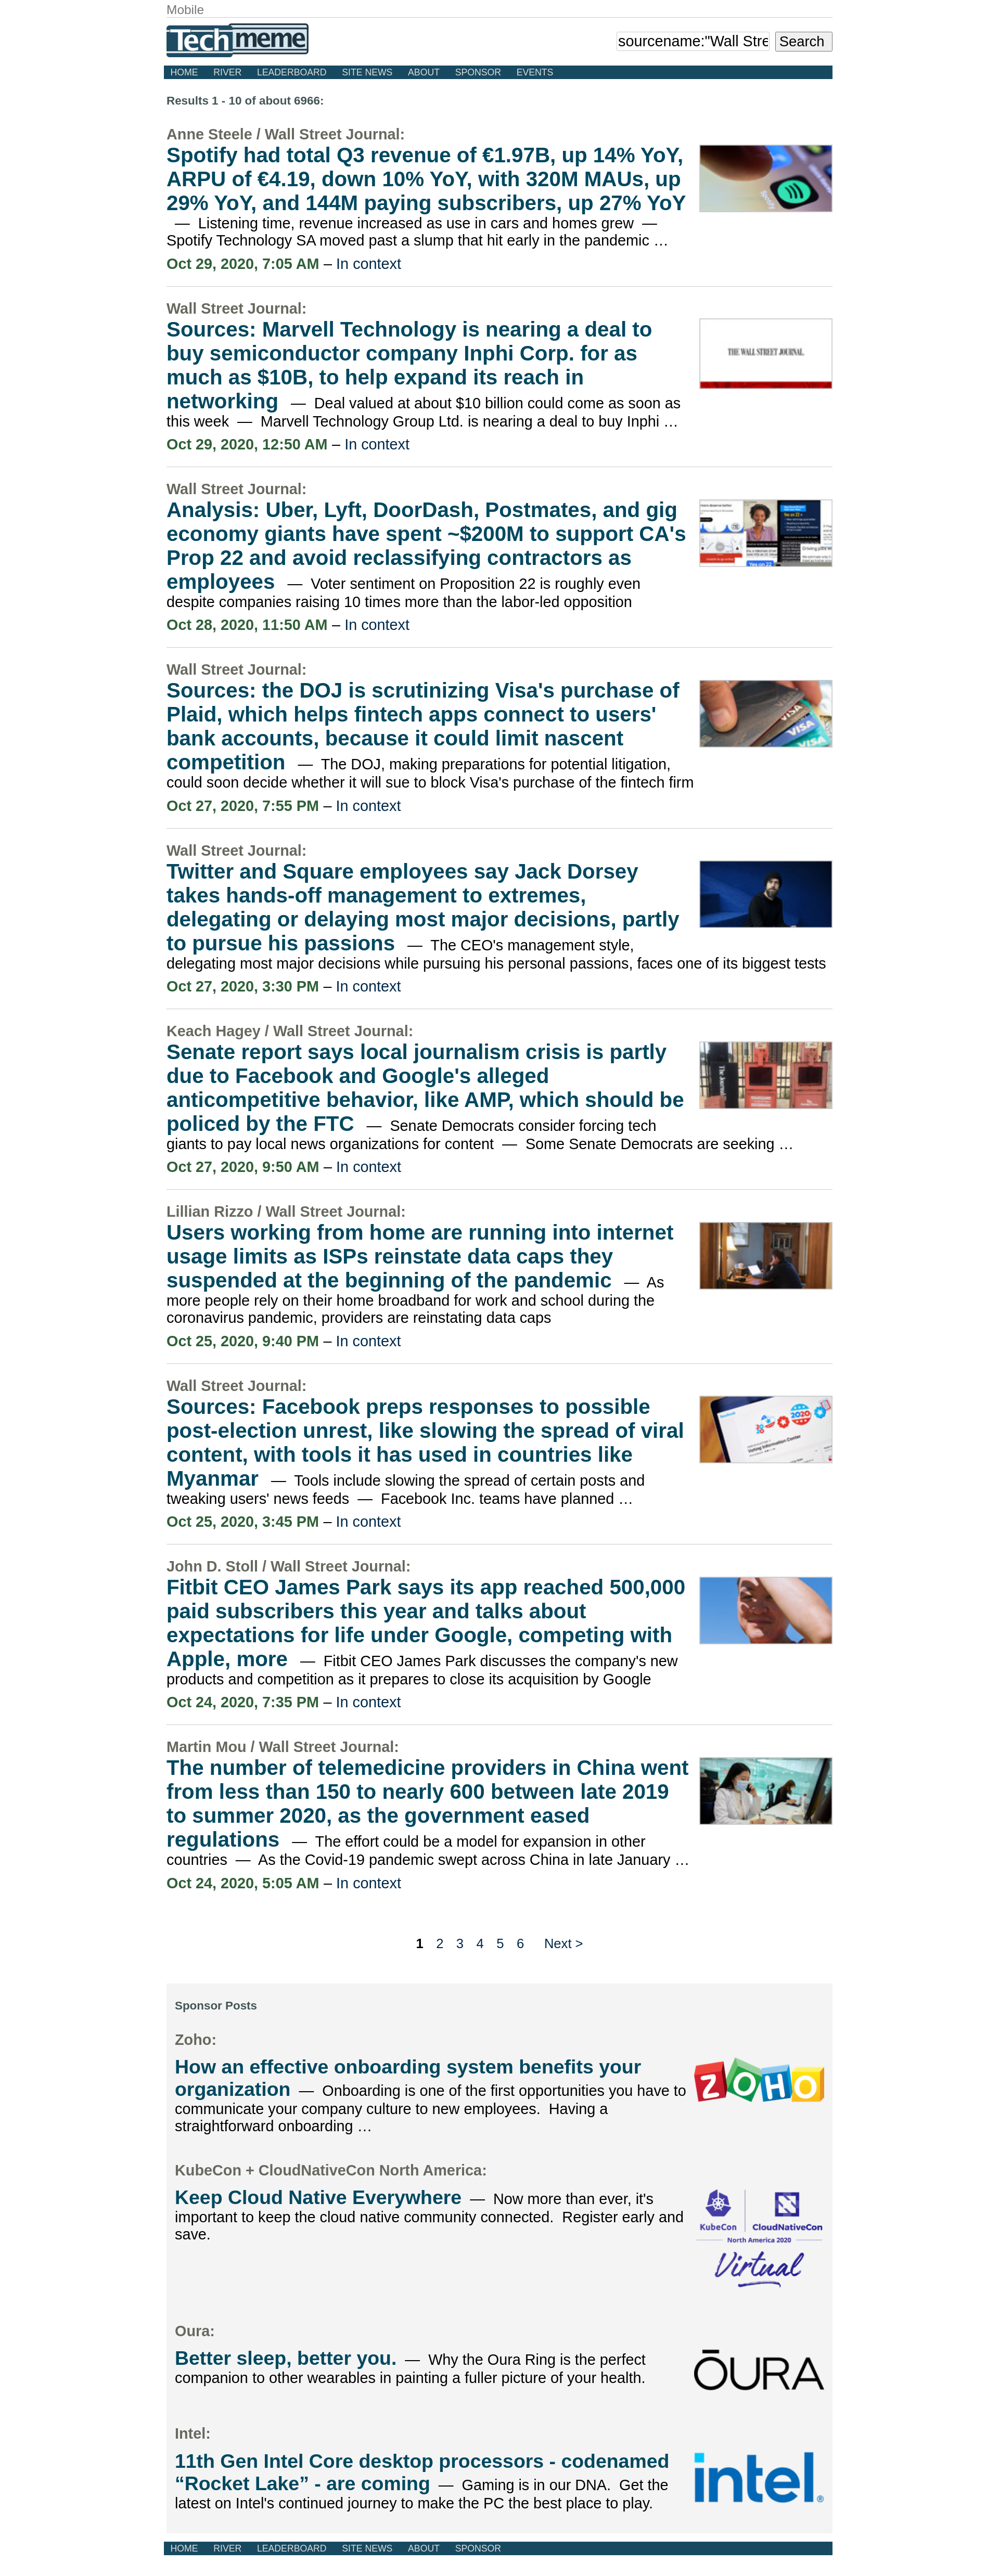 Mobile
Techmeme
sourcename:"Wall Stre
Search
HOME RIVER LEADERBOARD SITE NEWS ABOUT SPONSOR EVENTS
Results 1 - 10 of about 6966:
Anne Steele / Wall Street Journal:
Spotify had total Q3 revenue of €1.97B, up 14% YoY,
ARPU of €4.19, down 10% YoY, with 320M MAUs, up
29% YoY, and 144M paying subscribers, up 27% YoY
— Listening time, revenue increased as use in cars and homes grew —
Spotify Technology SA moved past a slump that hit early in the pandemic …
Oct 29, 2020, 7:05 AM – In context
Wall Street Journal:
Sources: Marvell Technology is nearing a deal to
buy semiconductor company Inphi Corp. for as
much as $10B, to help expand its reach in
networking — Deal valued at about $10 billion could come as soon as
this week — Marvell Technology Group Ltd. is nearing a deal to buy Inphi …
THE WALL STREET JOURNAL.
Oct 29, 2020, 12:50 AM – In context
Wall Street Journal:
Analysis: Uber, Lyft, DoorDash, Postmates, and gig
economy giants have spent ~$200M to support CA's
Prop 22 and avoid reclassifying contractors as
employees — Voter sentiment on Proposition 22 is roughly even
despite companies raising 10 times more than the labor-led opposition
Oct 28, 2020, 11:50 AM – In context
Wall Street Journal:
Sources: the DOJ is scrutinizing Visa's purchase of
Plaid, which helps fintech apps connect to users'
bank accounts, because it could limit nascent
competition — The DOJ, making preparations for potential litigation,
could soon decide whether it will sue to block Visa's purchase of the fintech firm
VISA
VISA
Oct 27, 2020, 7:55 PM – In context
Wall Street Journal:
Twitter and Square employees say Jack Dorsey
takes hands-off management to extremes,
delegating or delaying most major decisions, partly
to pursue his passions — The CEO's management style,
delegating most major decisions while pursuing his personal passions, faces one of its biggest tests
Oct 27, 2020, 3:30 PM – In context
Keach Hagey / Wall Street Journal:
Senate report says local journalism crisis is partly
due to Facebook and Google's alleged
anticompetitive behavior, like AMP, which should be
policed by the FTC — Senate Democrats consider forcing tech
giants to pay local news organizations for content — Some Senate Democrats are seeking …
Oct 27, 2020, 9:50 AM – In context
Lillian Rizzo / Wall Street Journal:
Users working from home are running into internet
usage limits as ISPs reinstate data caps they
suspended at the beginning of the pandemic — As
more people rely on their home broadband for work and school during the
coronavirus pandemic, providers are reinstating data caps
Oct 25, 2020, 9:40 PM – In context
Wall Street Journal:
Sources: Facebook preps responses to possible
post-election unrest, like slowing the spread of viral
content, with tools it has used in countries like
Myanmar — Tools include slowing the spread of certain posts and
tweaking users' news feeds — Facebook Inc. teams have planned …
2020
Voting Information Center
Oct 25, 2020, 3:45 PM – In context
John D. Stoll / Wall Street Journal:
Fitbit CEO James Park says its app reached 500,000
paid subscribers this year and talks about
expectations for life under Google, competing with
Apple, more — Fitbit CEO James Park discusses the company's new
products and competition as it prepares to close its acquisition by Google
Oct 24, 2020, 7:35 PM – In context
Martin Mou / Wall Street Journal:
The number of telemedicine providers in China went
from less than 150 to nearly 600 between late 2019
to summer 2020, as the government eased
regulations — The effort could be a model for expansion in other
countries — As the Covid-19 pandemic swept across China in late January …
Oct 24, 2020, 5:05 AM – In context
1 2 3 4 5 6 Next >
Sponsor Posts
Zoho:
How an effective onboarding system benefits your
organization — Onboarding is one of the first opportunities you have to
communicate your company culture to new employees. Having a
straightforward onboarding …
ZOHO
KubeCon + CloudNativeCon North America:
Keep Cloud Native Everywhere — Now more than ever, it's
important to keep the cloud native community connected. Register early and
save.
KubeCon CloudNativeCon
North America 2020
Virtual
Oura:
Better sleep, better you. — Why the Oura Ring is the perfect
companion to other wearables in painting a fuller picture of your health.
ŌURA
Intel:
11th Gen Intel Core desktop processors - codenamed
“Rocket Lake” - are coming — Gaming is in our DNA. Get the
latest on Intel's continued journey to make the PC the best place to play.
intel®
HOME RIVER LEADERBOARD SITE NEWS ABOUT SPONSOR